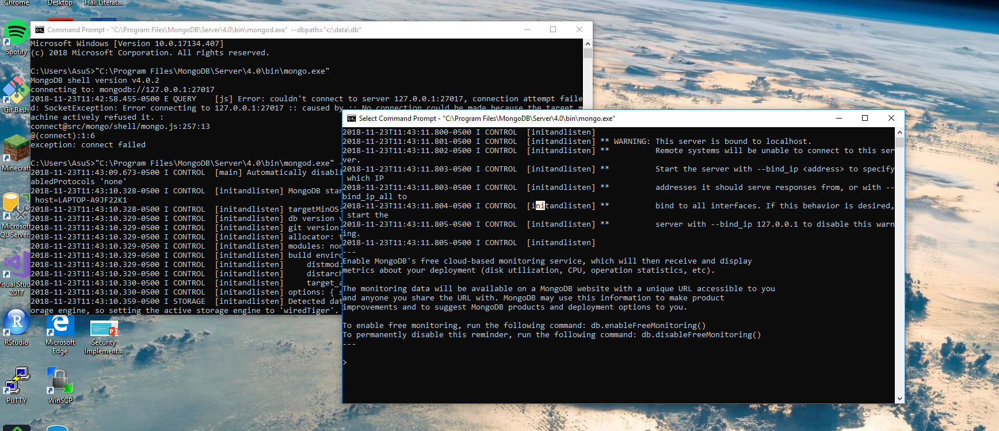 Chrome
Desktop
Hall Literat...
Spotify
Git Bash
Minecraft
Microsoft
QL Server
isual Stud
2017
RStudio
Microsoft
Edge
Security
Implement...
PuTTY
WinSCP
Command Prompt - "C:\Program Files\MongoDB\Server\4.0\bin\mongod.exe" --dbpath="c:\data\db"
Microsoft Windows [Version 10.0.17134.407]
(c) 2018 Microsoft Corporation. All rights reserved.
C:\Users\AsuS>"C:\Program Files\MongoDB\Server\4.0\bin\mongo.exe"
MongoDB shell version v4.0.2
connecting to: mongodb://127.0.0.1:27017
2018-11-23T11:42:58.455-0500 E QUERY    [js] Error: couldn't connect to server 127.0.0.1:27017, connection attempt faile
d: SocketException: Error connecting to 127.0.0.1:27017 :: caused by :: No connection could be made because the target m
achine actively refused it. :
connect@src/mongo/shell/mongo.js:257:13
@(connect):1:6
exception: connect failed
C:\Users\AsuS>"C:\Program Files\MongoDB\Server\4.0\bin\mongod.exe" -
2018-11-23T11:43:09.673-0500 I CONTROL  [main] Automatically disabli
abledProtocols 'none'
2018-11-23T11:43:10.328-0500 I CONTROL  [initandlisten] MongoDB star
 host=LAPTOP-A9JF22K1
2018-11-23T11:43:10.328-0500 I CONTROL  [initandlisten] targetMinOS:
2018-11-23T11:43:10.329-0500 I CONTROL  [initandlisten] db version v
2018-11-23T11:43:10.329-0500 I CONTROL  [initandlisten] git version:
2018-11-23T11:43:10.329-0500 I CONTROL  [initandlisten] allocator: t
2018-11-23T11:43:10.329-0500 I CONTROL  [initandlisten] modules: non
2018-11-23T11:43:10.329-0500 I CONTROL  [initandlisten] build enviro
2018-11-23T11:43:10.329-0500 I CONTROL  [initandlisten]     distmod:
2018-11-23T11:43:10.329-0500 I CONTROL  [initandlisten]     distarch
2018-11-23T11:43:10.330-0500 I CONTROL  [initandlisten]     target_a
2018-11-23T11:43:10.330-0500 I CONTROL  [initandlisten] options: { s
2018-11-23T11:43:10.359-0500 I STORAGE  [initandlisten] Detected dat
orage engine, so setting the active storage engine to 'wiredTiger'.
Select Command Prompt - "C:\Program Files\MongoDB\Server\4.0\bin\mongo.exe"
2018-11-23T11:43:11.800-0500 I CONTROL  [initandlisten]
2018-11-23T11:43:11.801-0500 I CONTROL  [initandlisten] ** WARNING: This server is bound to localhost.
2018-11-23T11:43:11.802-0500 I CONTROL  [initandlisten] **          Remote systems will be unable to connect to this ser
ver.
2018-11-23T11:43:11.803-0500 I CONTROL  [initandlisten] **          Start the server with --bind_ip <address> to specify
 which IP
2018-11-23T11:43:11.803-0500 I CONTROL  [initandlisten] **          addresses it should serve responses from, or with --
bind_ip_all to
2018-11-23T11:43:11.804-0500 I CONTROL  [initandlisten] **          bind to all interfaces. If this behavior is desired,
 start the
2018-11-23T11:43:11.805-0500 I CONTROL  [initandlisten] **          server with --bind_ip 127.0.0.1 to disable this warn
ing.
2018-11-23T11:43:11.805-0500 I CONTROL  [initandlisten]
---
Enable MongoDB's free cloud-based monitoring service, which will then receive and display
metrics about your deployment (disk utilization, CPU, operation statistics, etc).
The monitoring data will be available on a MongoDB website with a unique URL accessible to you
and anyone you share the URL with. MongoDB may use this information to make product
improvements and to suggest MongoDB products and deployment options to you.
To enable free monitoring, run the following command: db.enableFreeMonitoring()
To permanently disable this reminder, run the following command: db.disableFreeMonitoring()
---
>